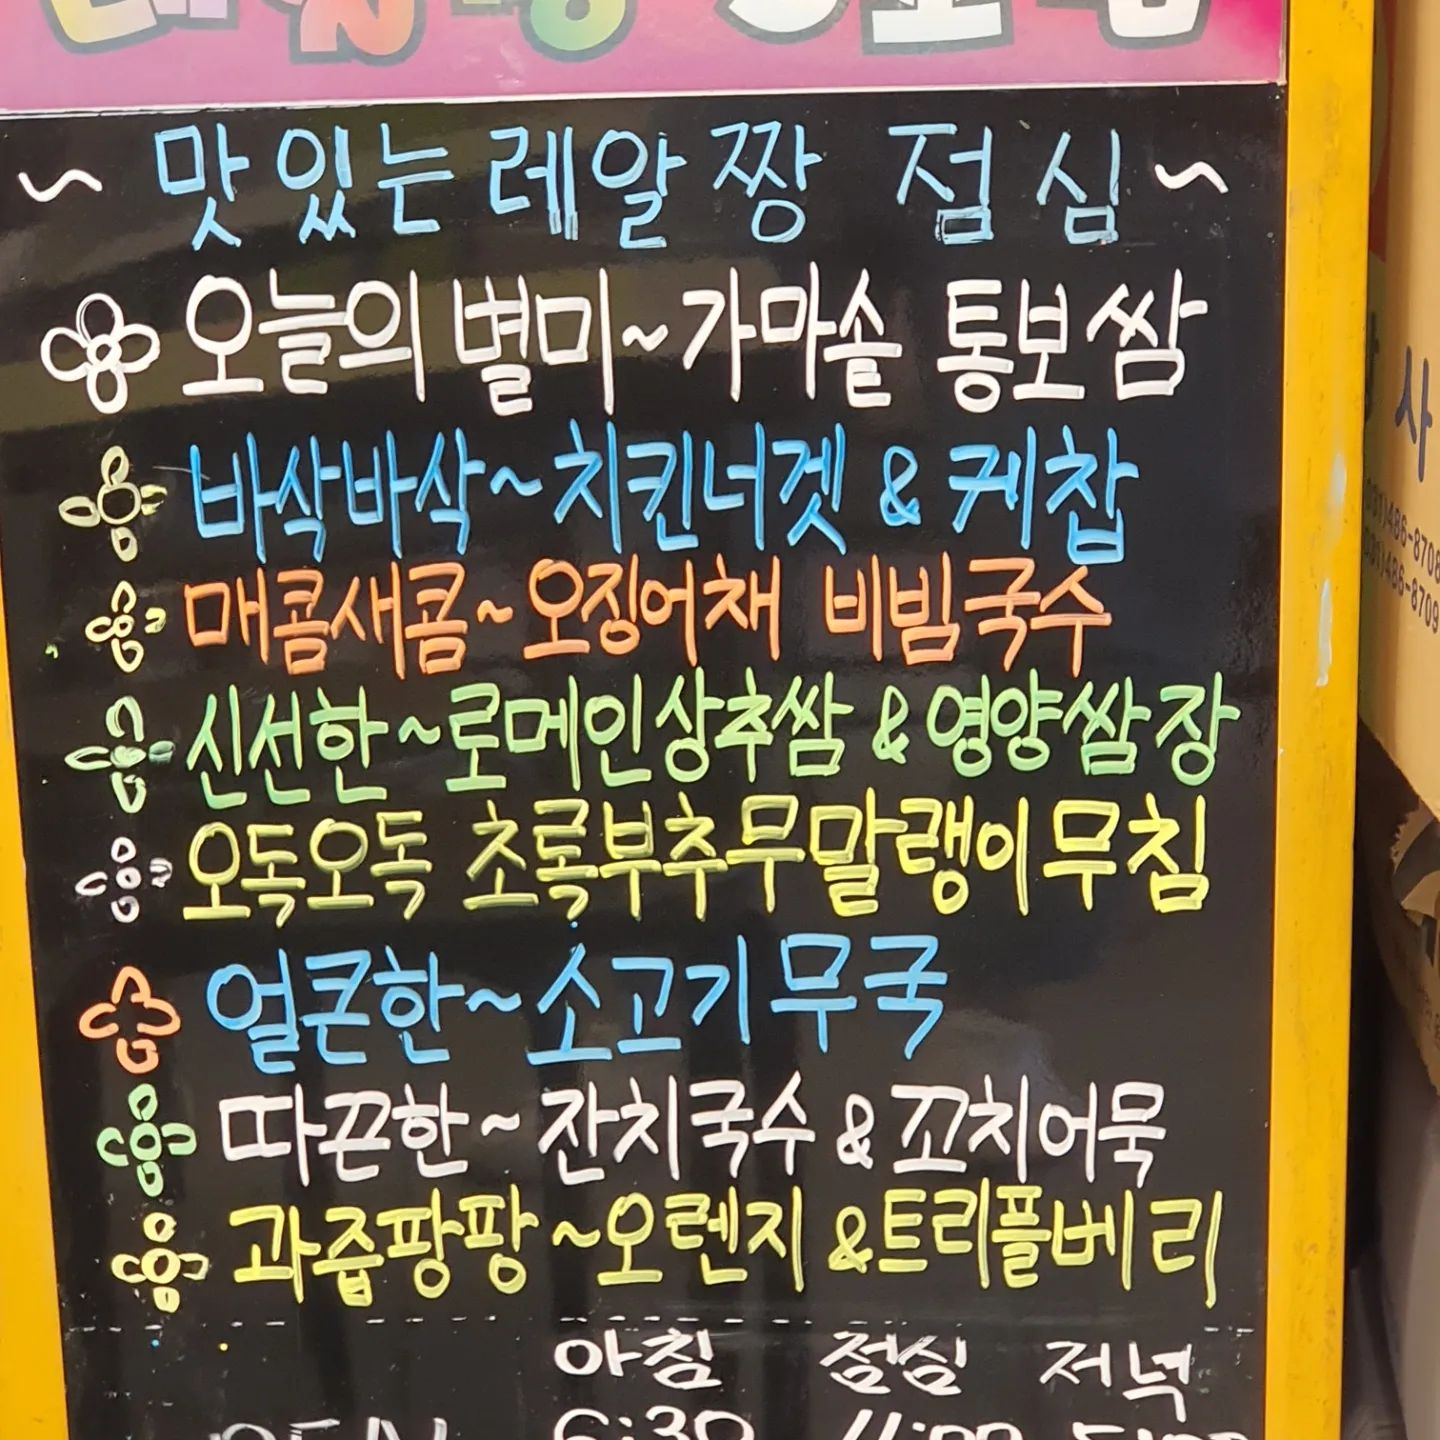 ~ 맛있는 레알짱 점심 ~
오늘의 별미~가마솥 통보쌈
바삭바삭~치킨너겟 & 케찹
매콤새콤~오징어채 비빔국수
신선한~로메인상추쌈 & 영양쌈장
오독오독 초록부추무말랭이무침
얼큰한~소고기무국
따끈한~잔치국수 & 꼬치어묵
과즙팡팡~오렌지 & 트리플베리
아침 점심 저녁
OPEN 6:30 11:00
사
031)486-8708
031)486-8709